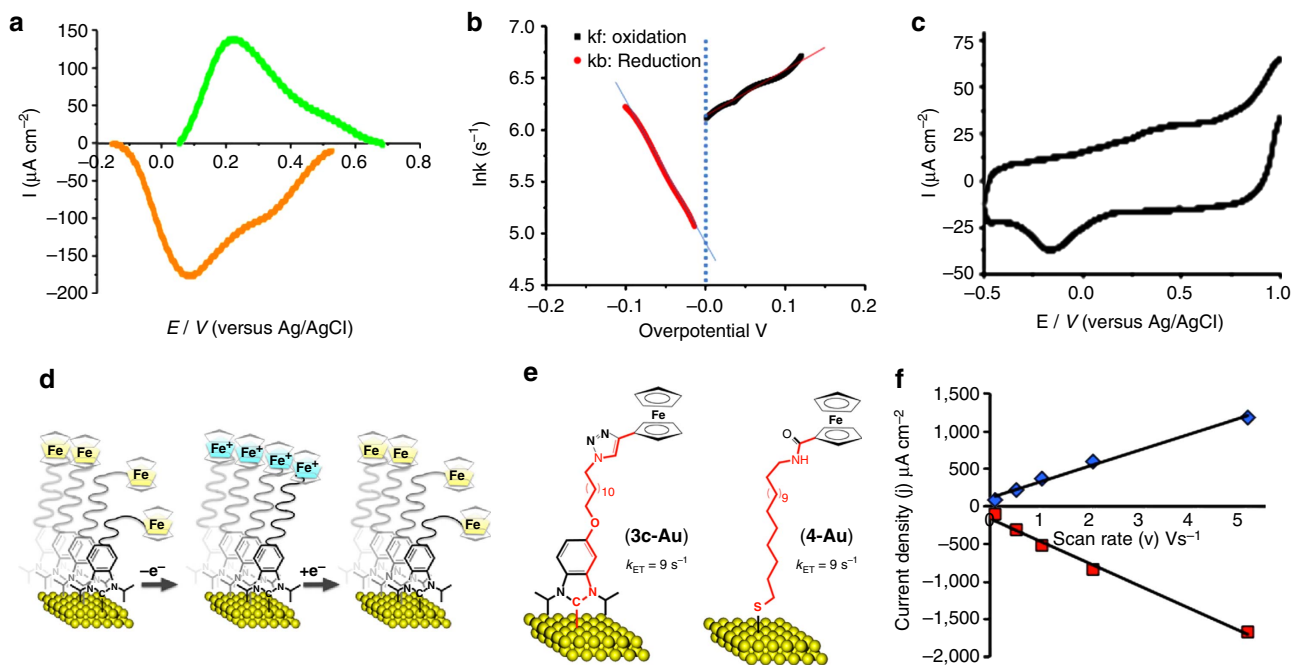 a
150
100
50
0
–50
–100
–150
–200
–0.2
0.0
0.2
0.4
0.6
0.8
I (µA cm–2)
E / V (versus Ag/AgCl)
b
7.0
6.5
6.0
5.5
5.0
4.5
kf: oxidation
kb: Reduction
lnk (s–1)
–0.2
–0.1
–0.0
0.1
0.2
Overpotential V
c
75
50
25
0
–25
–50
I (µA cm–2)
–0.5
0.0
0.5
1.0
E / V (versus Ag/AgCl)
d
Fe Fe
Fe
Fe
N C N
–e–
Fe+ Fe+ Fe+ Fe+
N C N
+e–
Fe Fe
Fe
Fe
N C N
e
Fe
N=N
N
10
O
(3c-Au)
kET = 9 s–1
N N
C
Fe
O
NH
9
(4-Au)
kET = 9 s–1
S
f
1,500
1,000
500
0
–500
–1,000
–1,500
–2,000
Current density (j) µA cm–2
0 1 2 3 4 5
Scan rate (v) Vs–1